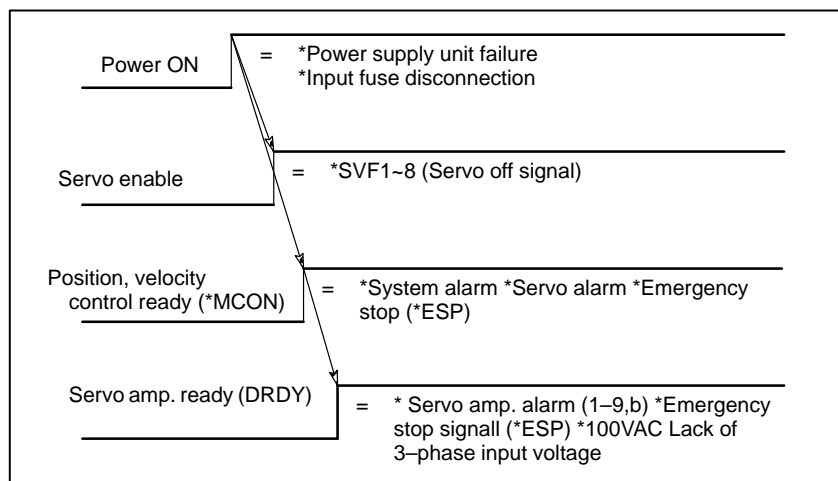 Power ON
= *Power supply unit failure
*Input fuse disconnection
Servo enable
= *SVF1~8 (Servo off signal)
Position, velocity
control ready (*MCON)
= *System alarm *Servo alarm *Emergency
stop (*ESP)
Servo amp. ready (DRDY)
= * Servo amp. alarm (1–9,b) *Emergency
stop signall (*ESP) *100VAC Lack of
3–phase input voltage